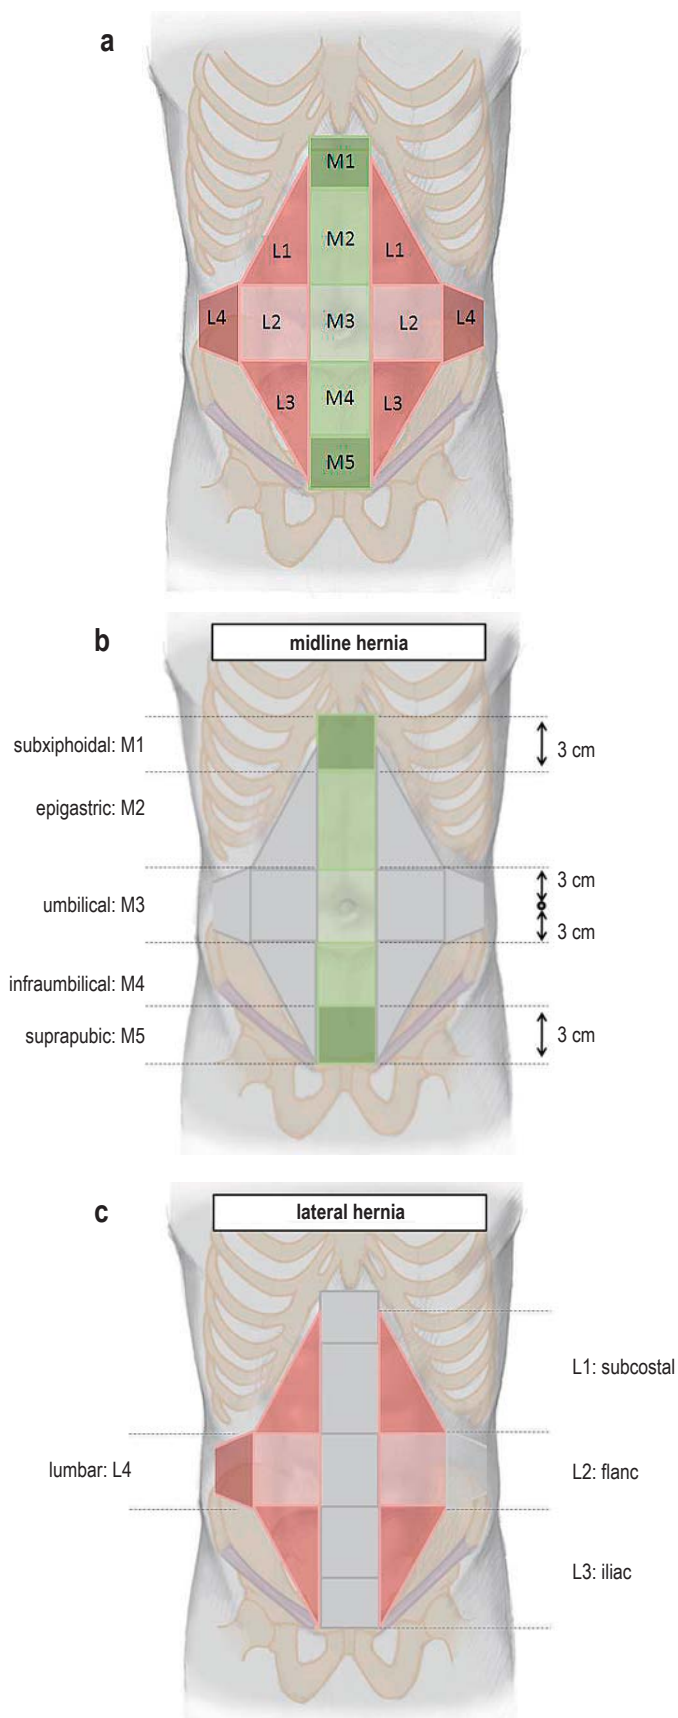 a
M1
M2
L1
L1
L4
L2
M3
L2
L4
L3
M4
L3
M5
b
midline hernia
subxiphoidal: M1
3 cm
epigastric: M2
3 cm
umbilical: M3
3 cm
infraumbilical: M4
suprapubic: M5
3 cm
c
lateral hernia
L1: subcostal
lumbar: L4
L2: flanc
L3: iliac